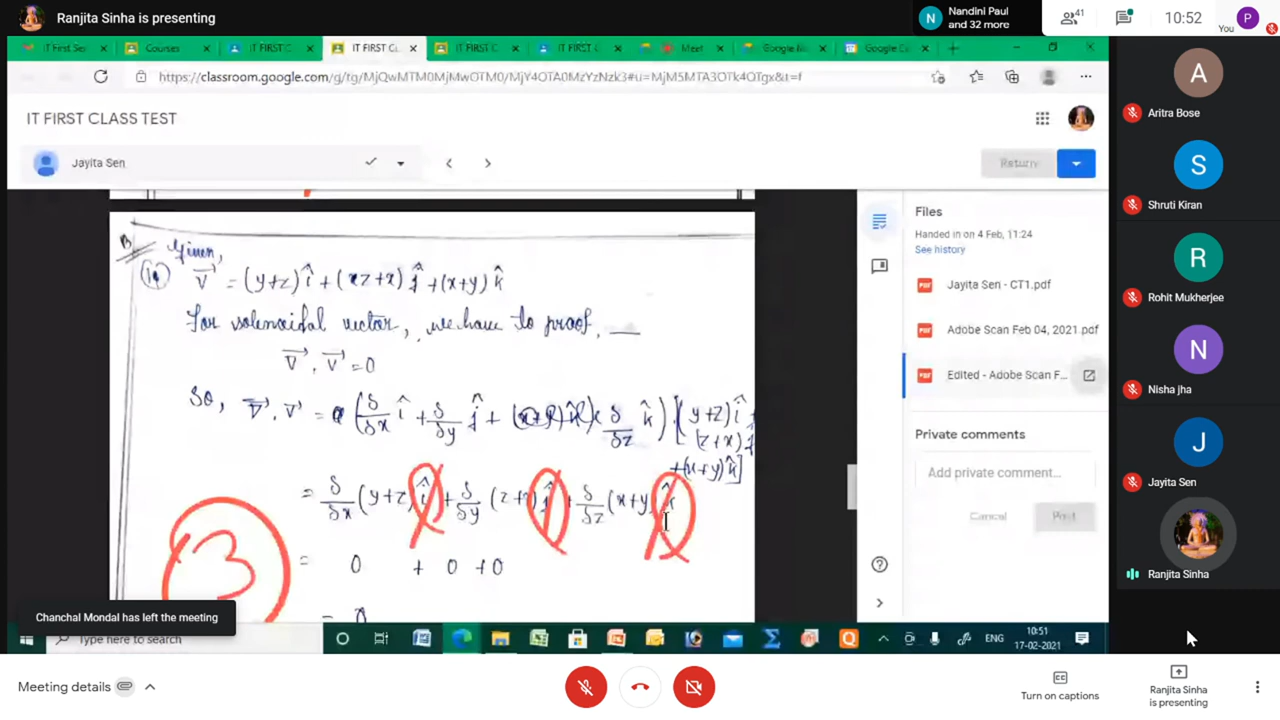 Ranjita Sinha is presenting
Nandini Paul
and 32 more
41
10:52
You
IT First Se
Courses
IT FIRST C
IT FIRST C
IT FIRST C
IT FIRST C
Meet
Google M
Google Ca
https://classroom.google.com/g/tg/MjQwMTM0MjMwOTM0/MjY4OTA0MzYzNzk3#u=MjM5MTA3OTk4OTgx&t=f
IT FIRST CLASS TEST
Jayita Sen
Return
Files
Handed in on 4 Feb, 11:24
See history
Jayita Sen - CT1.pdf
Adobe Scan Feb 04, 2021.pdf
Edited - Adobe Scan F...
Private comments
Add private comment...
Cancel
Post
B
Given,
V = (y+z) î + (xz+x) ĵ + (x+y) k̂
For solenoidal vector, we have to proof, __
∇ . V = 0
So, ∇ . V = (δ/δx î + δ/δy ĵ + δ/δz k̂) [(y+z) î
(z+x) ĵ
+(x+y) k̂]
= δ/δx (y+z) î + δ/δy (z+x) ĵ + δ/δz (x+y) k̂
= 0 + 0 + 0
= 0
3
A
Aritra Bose
S
Shruti Kiran
R
Rohit Mukherjee
N
Nisha jha
J
Jayita Sen
Ranjita Sinha
Chanchal Mondal has left the meeting
Type here to search
ENG
10:51
17-02-2021
Meeting details
Turn on captions
Ranjita Sinha
is presenting